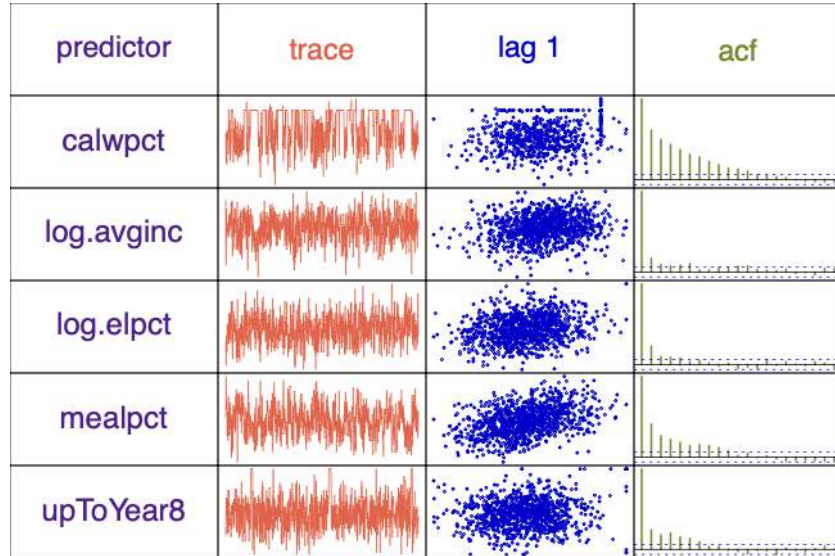 predictor trace lag 1 acf
calwpct
log.avginc
log.elpct
mealpct
upToYear8